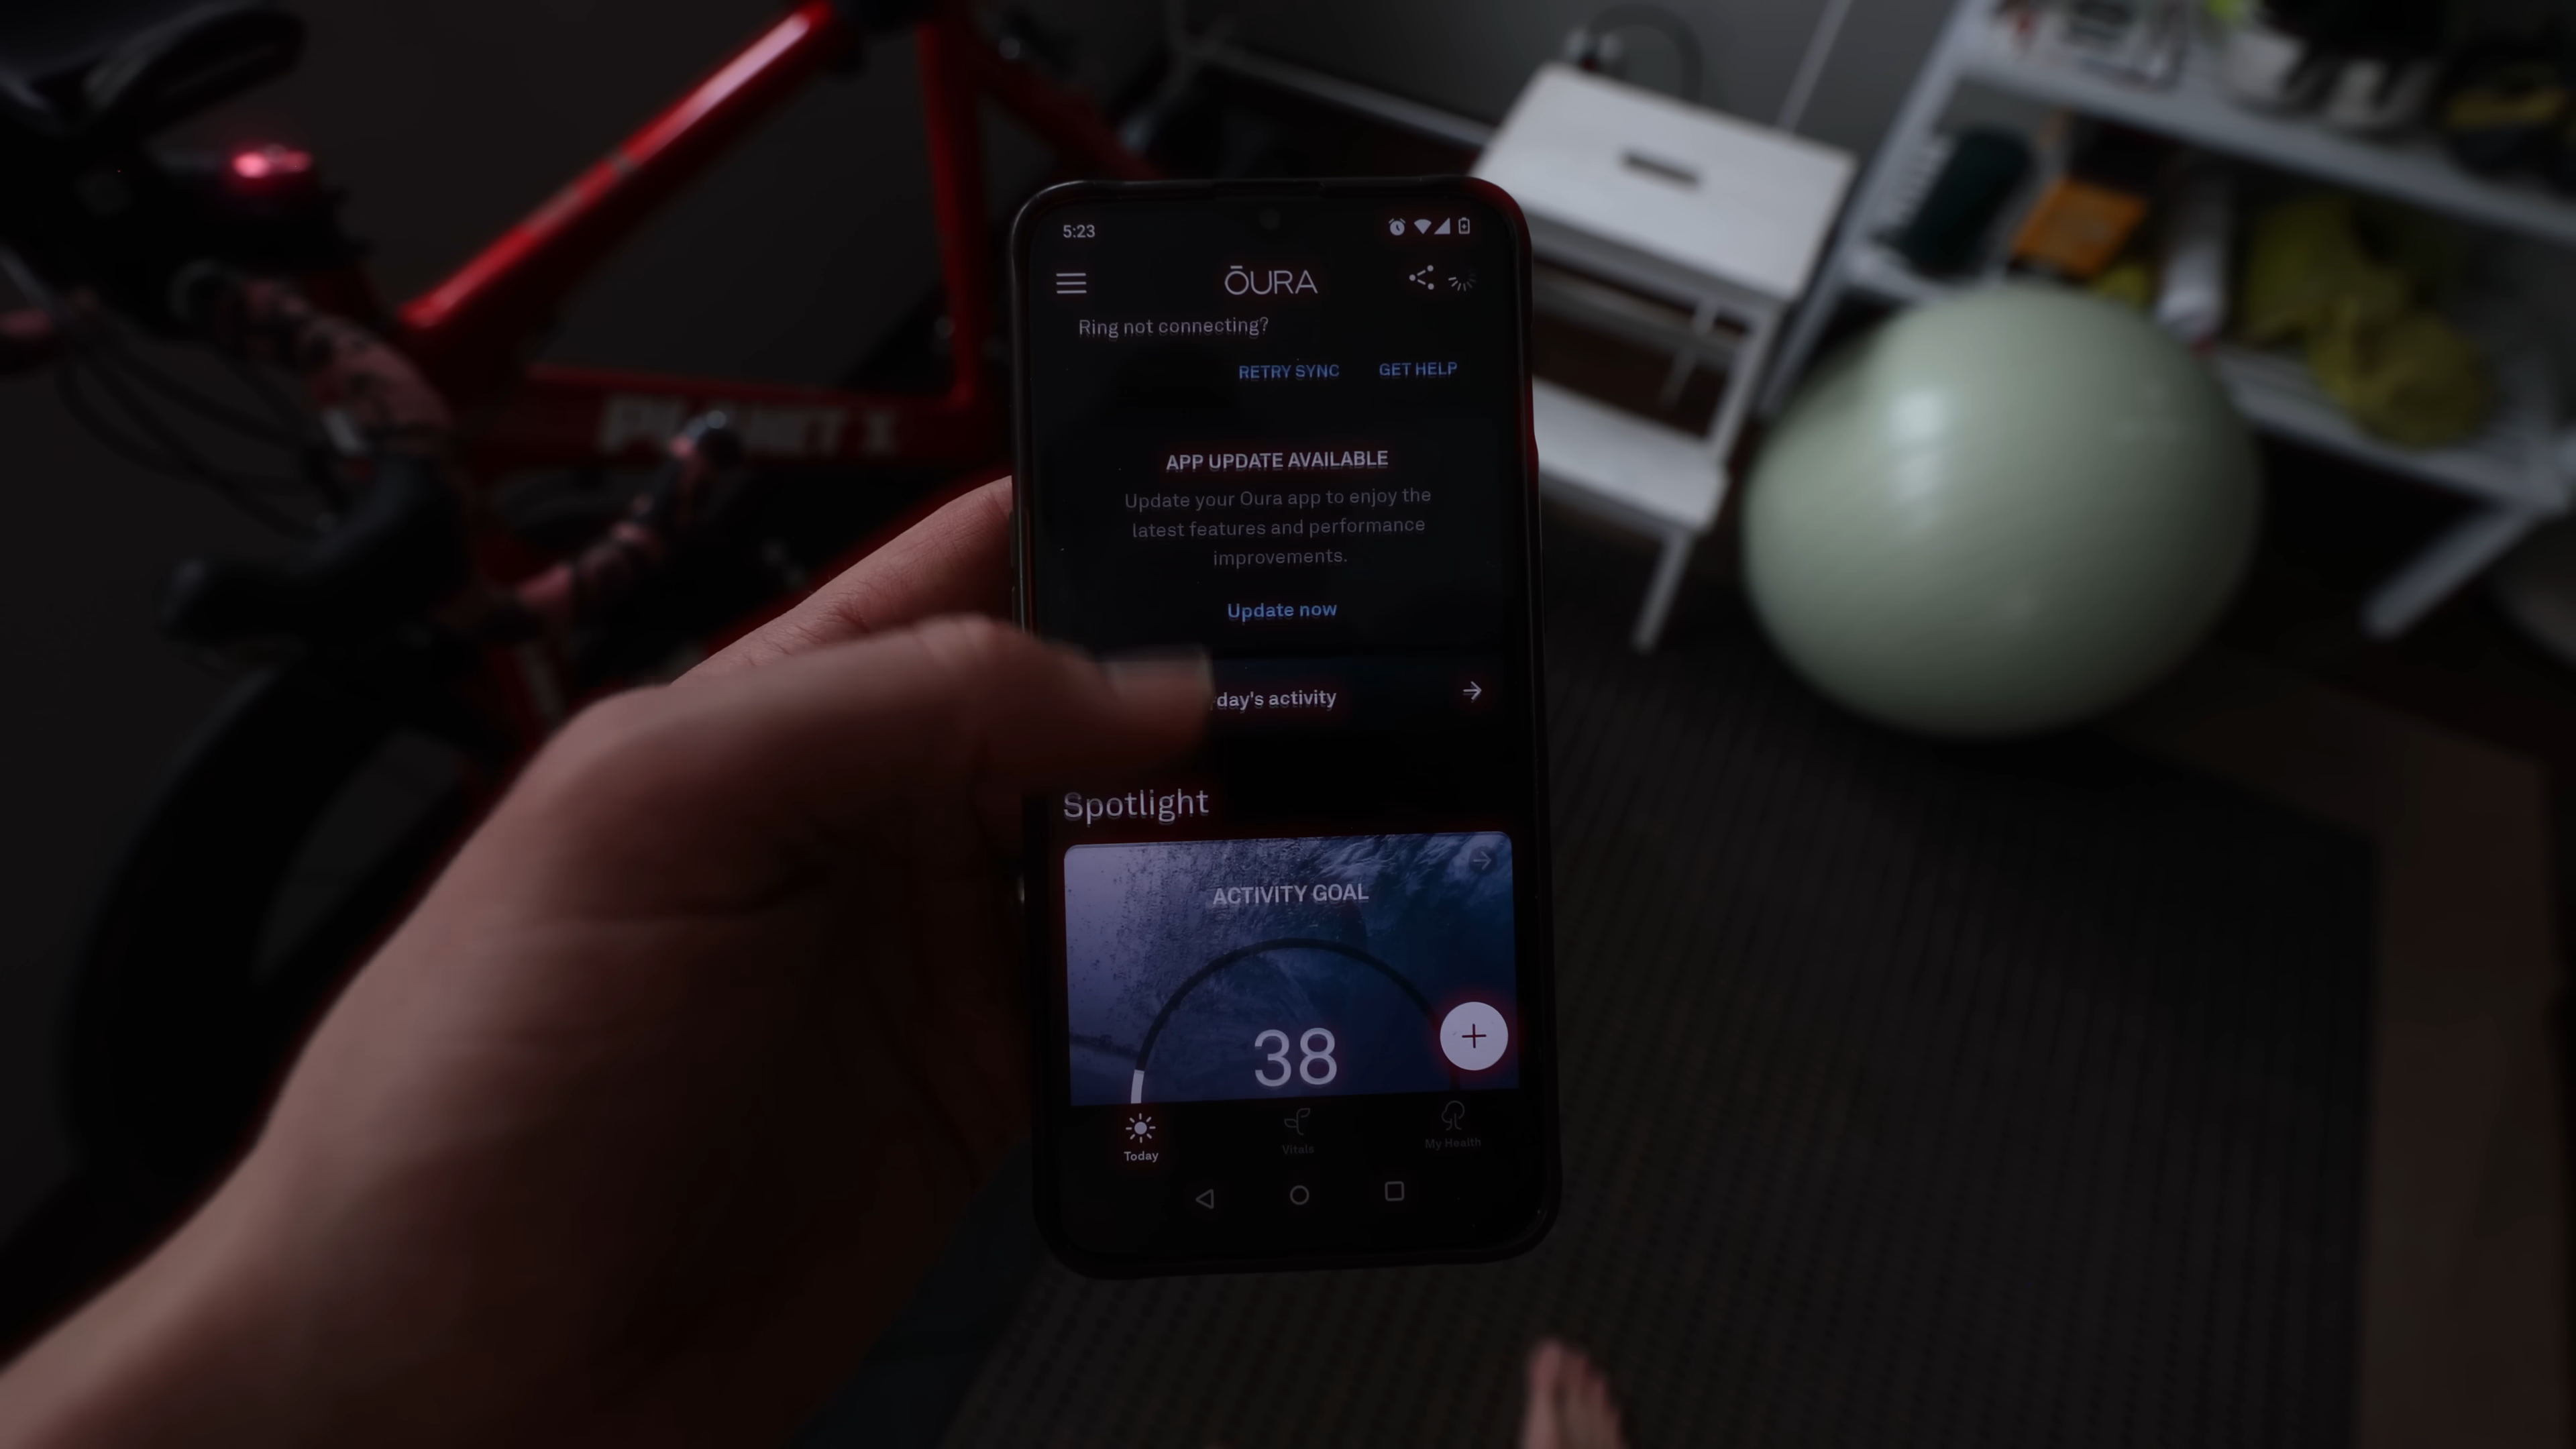 5:23
ŌURA
Ring not connecting?
RETRY SYNC GET HELP
APP UPDATE AVAILABLE
Update your Oura app to enjoy the
latest features and performance
improvements.
Update now
day's activity
Spotlight
ACTIVITY GOAL
38
Today Vitals My Health
PLANET X